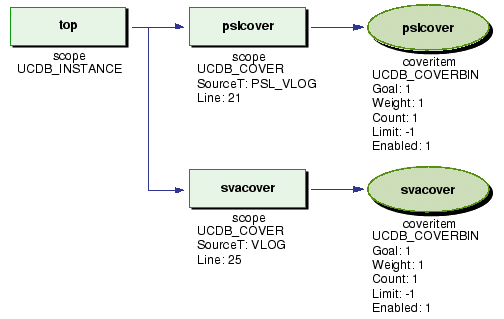 top
scope
UCDB_INSTANCE
pslcover
scope
UCDB_COVER
SourceT: PSL_VLOG
Line: 21
pslcover
coveritem
UCDB_COVERBIN
Goal: 1
Weight: 1
Count: 1
Limit: -1
Enabled: 1
svacover
scope
UCDB_COVER
SourceT: VLOG
Line: 25
svacover
coveritem
UCDB_COVERBIN
Goal: 1
Weight: 1
Count: 1
Limit: -1
Enabled: 1